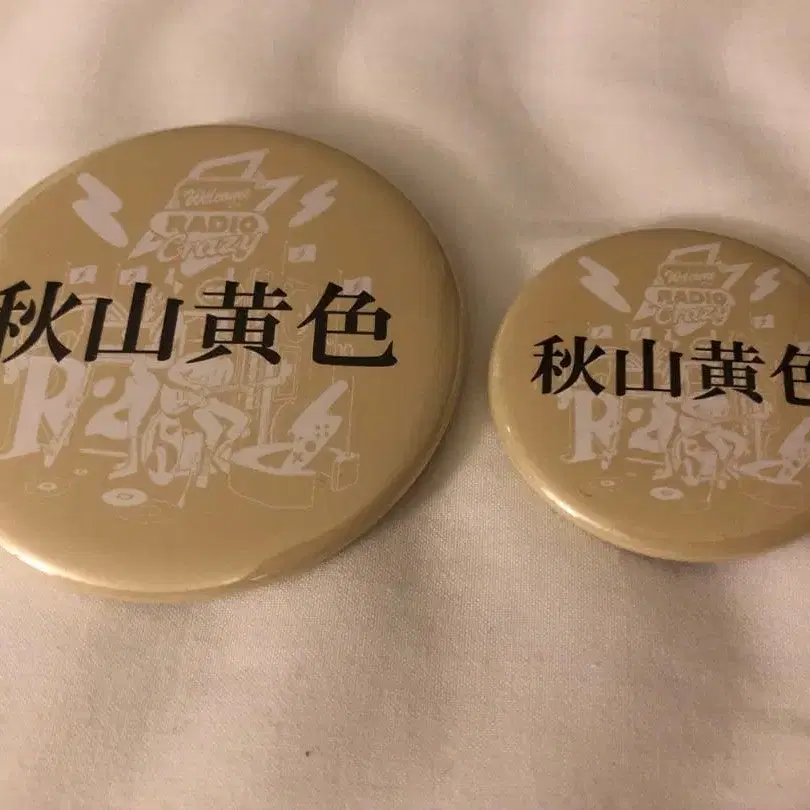 Welcome
RADIO
Crazy
秋山黄色
Welcome
RADIO
Crazy
秋山黄色